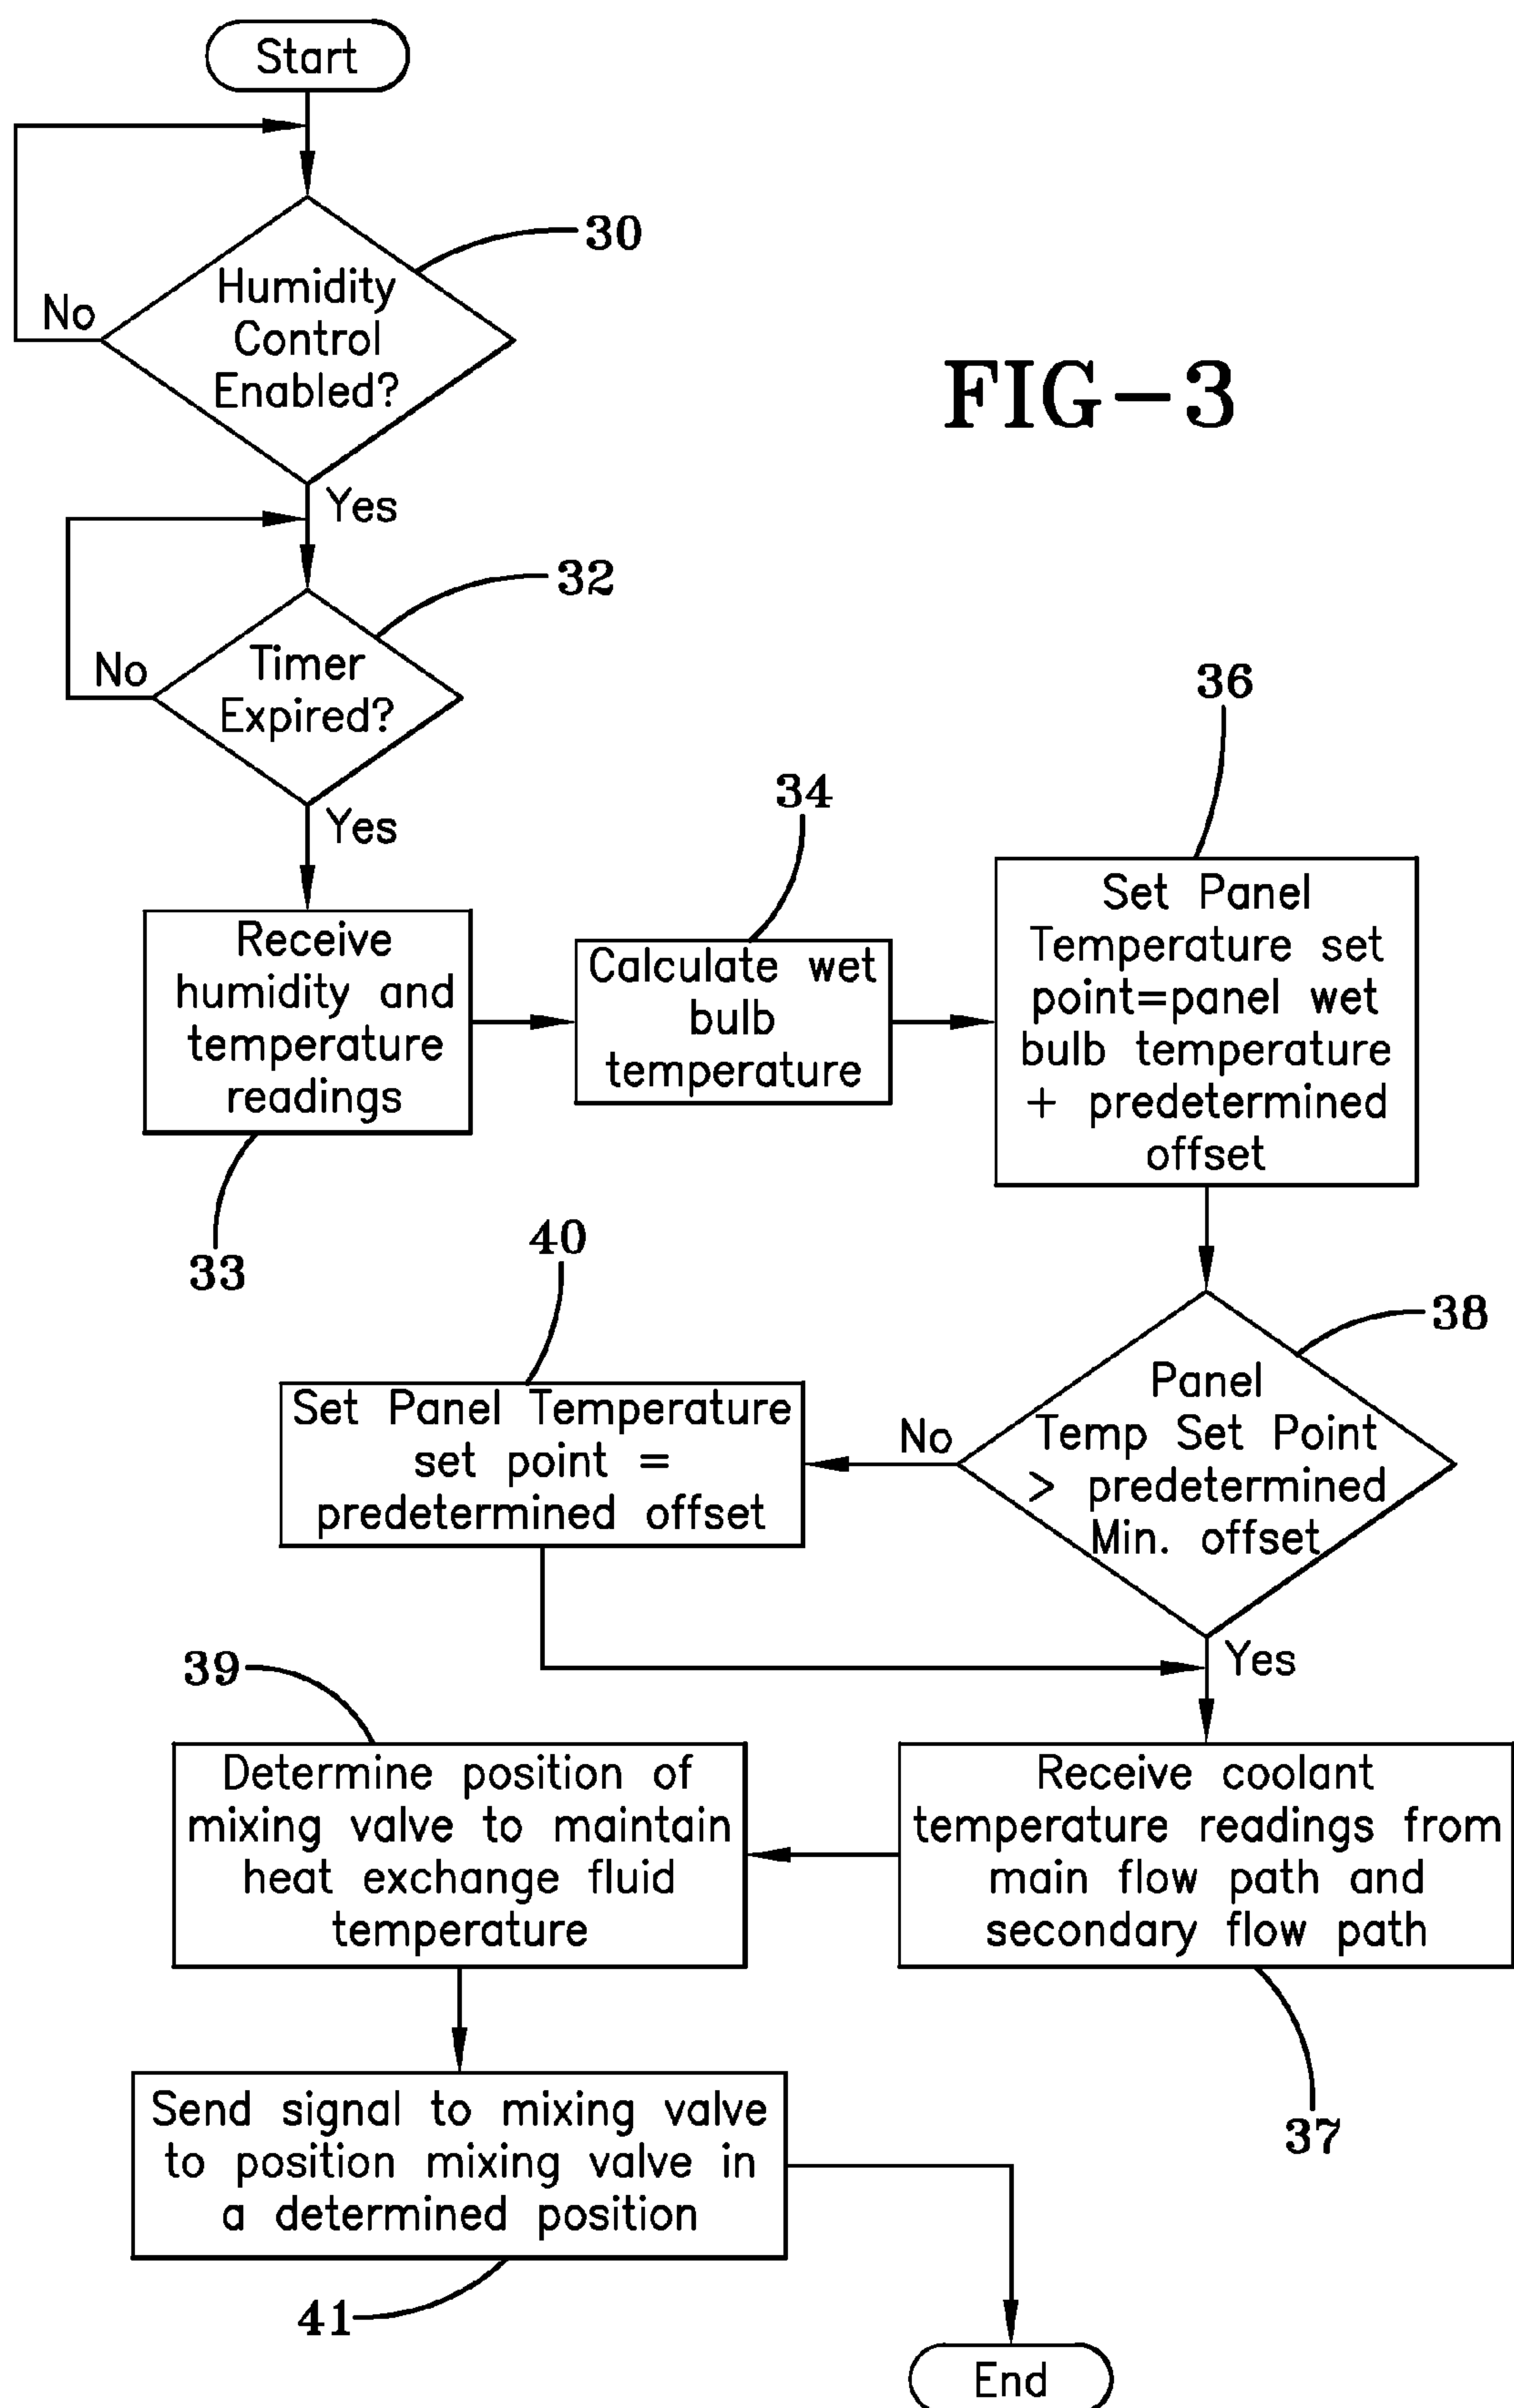 Start
30
Humidity
Control
Enabled?
No
FIG-3
Yes
32
Timer
Expired?
No
Yes
36
34
Receive
humidity and
temperature
readings
33
Calculate wet
bulb
temperature
Set Panel
Temperature set
point=panel wet
bulb temperature
+ predetermined
offset
40
38
Panel
Temp Set Point
> predetermined
Min. offset
No
Set Panel Temperature
set point =
predetermined offset
Yes
39
Receive coolant
temperature readings from
main flow path and
secondary flow path
37
Determine position of
mixing valve to maintain
heat exchange fluid
temperature
Send signal to mixing valve
to position mixing valve in
a determined position
41
End